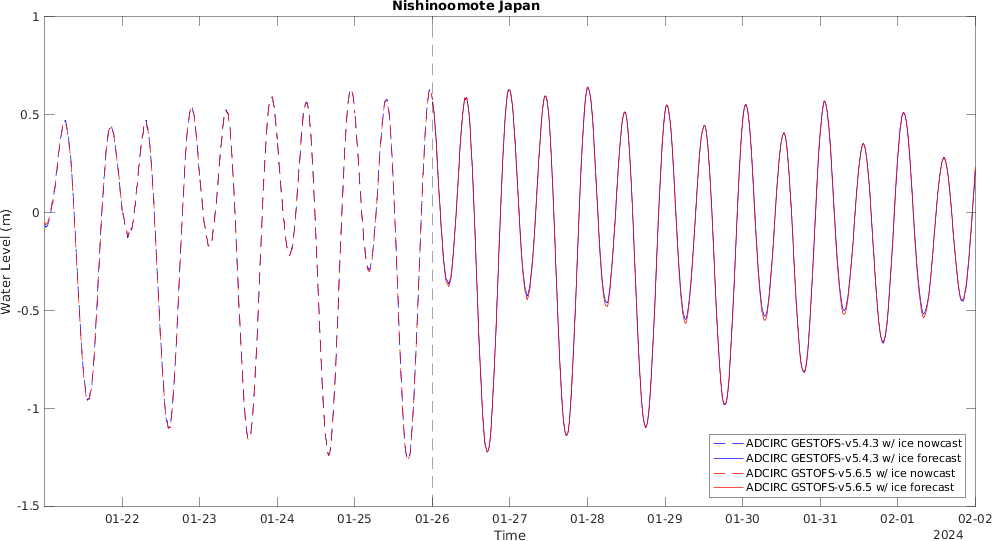 Nishinoomote Japan
1
0.5
0
-0.5
-1
-1.5
Water Level (m)
01-22 01-23 01-24 01-25 01-26 01-27 01-28 01-29 01-30 01-31 02-01 02-02
Time
2024
ADCIRC GESTOFS-v5.4.3 w/ ice nowcast
ADCIRC GESTOFS-v5.4.3 w/ ice forecast
ADCIRC GSTOFS-v5.6.5 w/ ice nowcast
ADCIRC GSTOFS-v5.6.5 w/ ice forecast